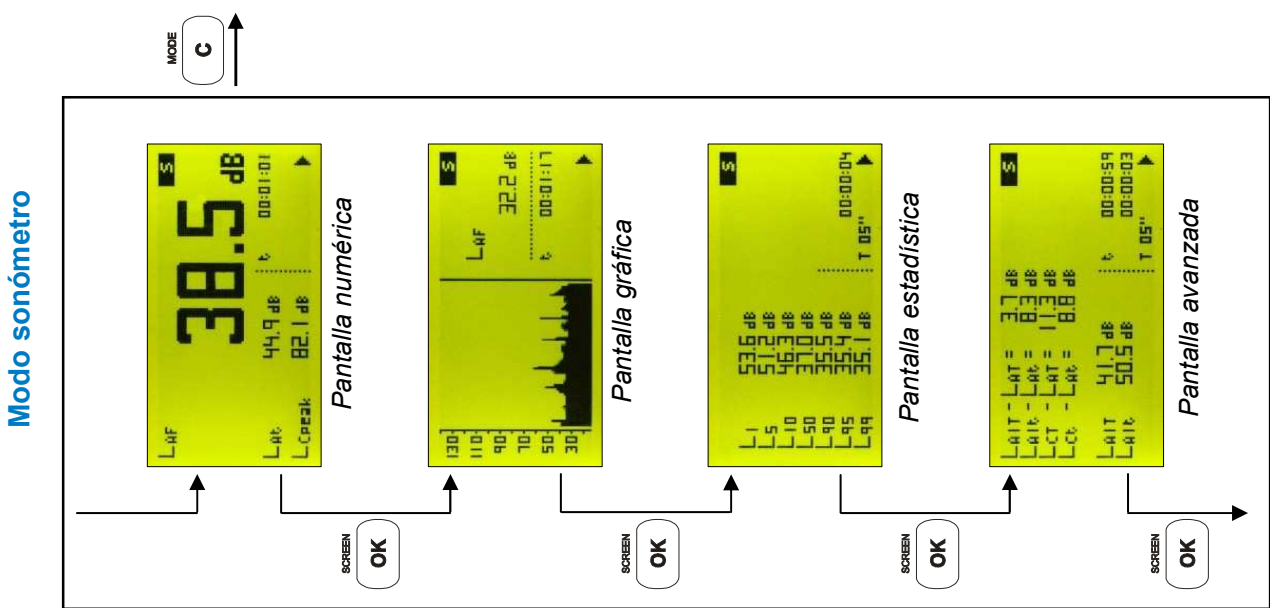 Modo sonómetro
MODE
C
LAF S
38.5 dB
LAt 44.9 dB t 00:01:01
LCpeak 82.1 dB
Pantalla numérica
SCREEN
OK
S
130
110
90
70
50
30
LAF
32.2 dB
t 00:01:17
Pantalla gráfica
SCREEN
OK
S
L1 53.6 dB
L5 51.2 dB
L10 46.3 dB
L50 37.0 dB
L90 35.5 dB
L95 35.4 dB
L99 35.1 dB
T 05" 00:00:04
Pantalla estadística
SCREEN
OK
S
LAIT - LAT = 3.7 dB
LAIt - LAt = 8.3 dB
LCT - LAT = 11.3 dB
LCt - LAt = 8.8 dB
LAIT 41.7 dB t
LAIt 50.5 dB T 05" 00:00:03
Pantalla avanzada
SCREEN
OK